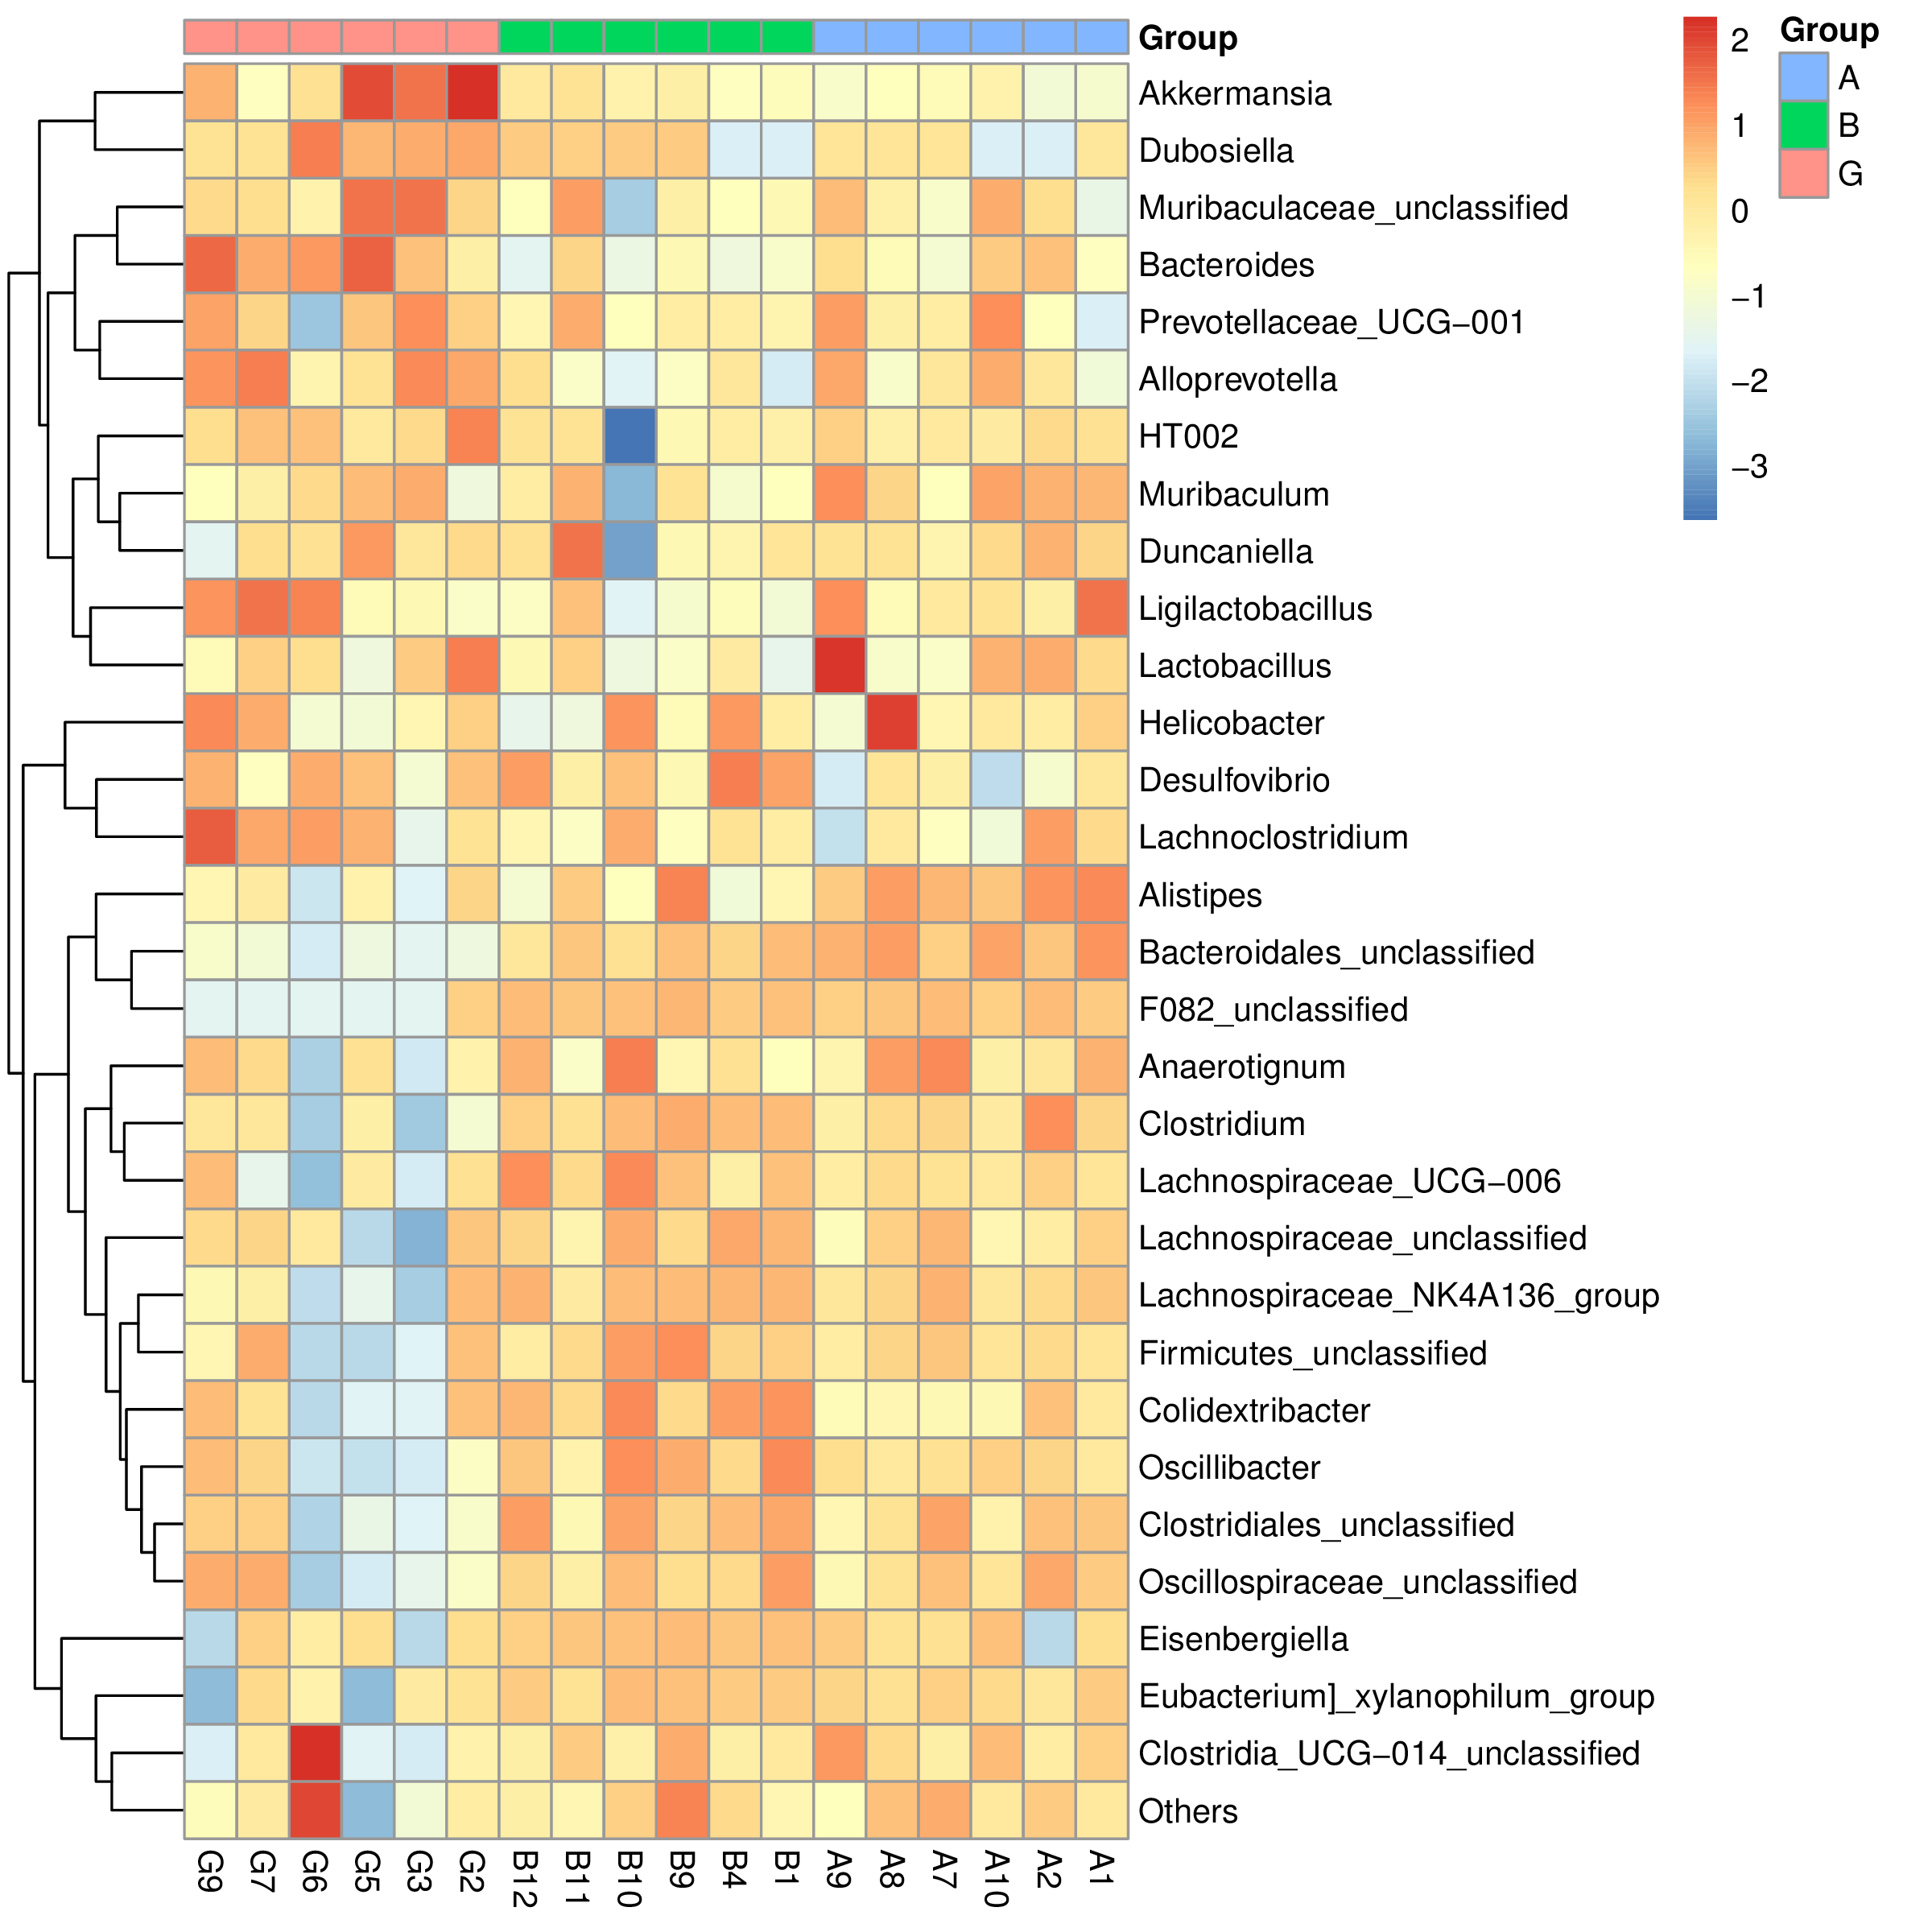 Group
Akkermansia
Dubosiella
Muribaculaceae_unclassified
Bacteroides
Prevotellaceae_UCG−001
Alloprevotella
HT002
Muribaculum
Duncaniella
Ligilactobacillus
Lactobacillus
Helicobacter
Desulfovibrio
Lachnoclostridium
Alistipes
Bacteroidales_unclassified
F082_unclassified
Anaerotignum
Clostridium
Lachnospiraceae_UCG−006
Lachnospiraceae_unclassified
Lachnospiraceae_NK4A136_group
Firmicutes_unclassified
Colidextribacter
Oscillibacter
Clostridiales_unclassified
Oscillospiraceae_unclassified
Eisenbergiella
Eubacterium]_xylanophilum_group
Clostridia_UCG−014_unclassified
Others
G9 G7 G6 G5 G3 G2 B12 B11 B10 B9 B4 B1 A9 A8 A7 A10 A2 A1
2
1
0
−1
−2
−3
Group
A
B
G